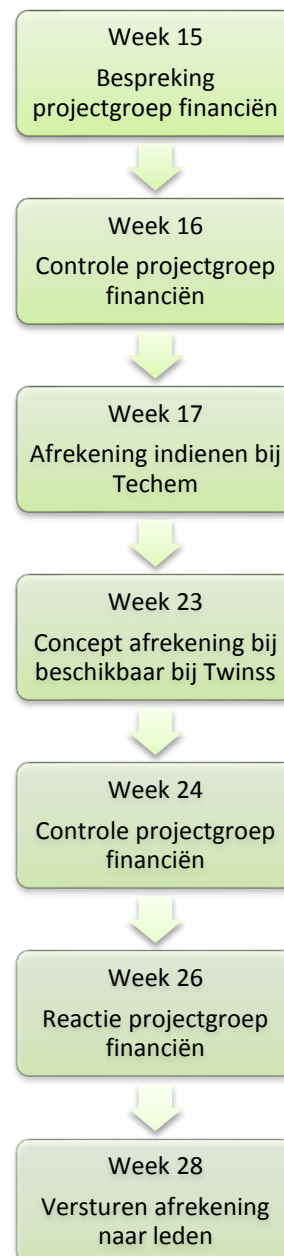 Week 15
Bespreking
projectgroep financiën
Week 16
Controle projectgroep
financiën
Week 17
Afrekening indienen bij
Techem
Week 23
Concept afrekening bij
beschikbaar bij Twinss
Week 24
Controle projectgroep
financiën
Week 26
Reactie projectgroep
financiën
Week 28
Versturen afrekening
naar leden